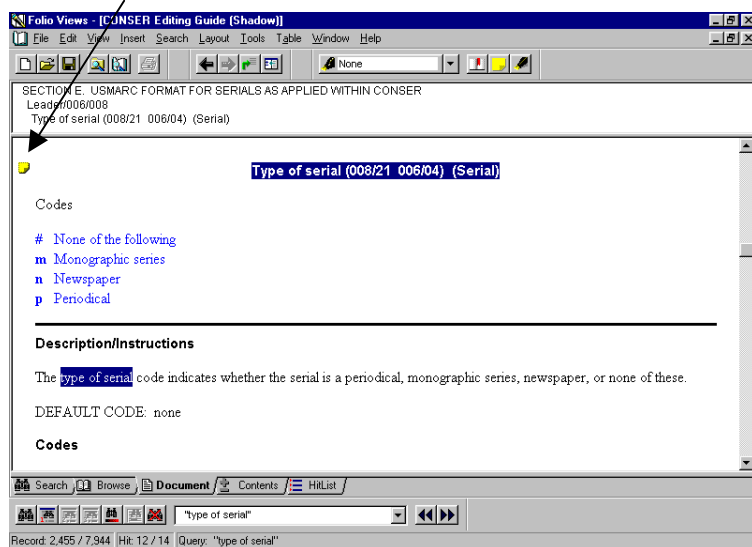 Folio Views - [CONSER Editing Guide (Shadow)]
File Edit View Insert Search Layout Tools Table Window Help
None
SECTION E. USMARC FORMAT FOR SERIALS AS APPLIED WITHIN CONSER
Leader/006/008
Type of serial (008/21 006/04) (Serial)
Type of serial (008/21 006/04) (Serial)
Codes
# None of the following
m Monographic series
n Newspaper
p Periodical
Description/Instructions
The type of serial code indicates whether the serial is a periodical, monographic series, newspaper, or none of these.
DEFAULT CODE: none
Codes
Search Browse Document Contents HitList
"type of serial"
Record: 2,455 / 7,944 Hit: 12 / 14 Query: "type of serial"